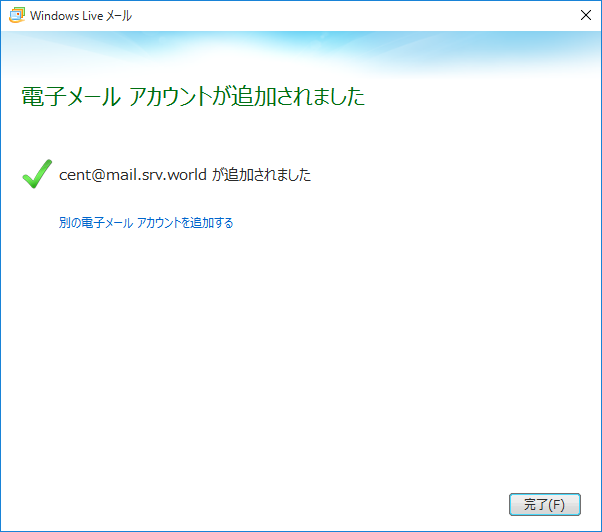 Windows Live メール
電子メール アカウントが追加されました
cent@mail.srv.world が追加されました
別の電子メール アカウントを追加する
完了(F)